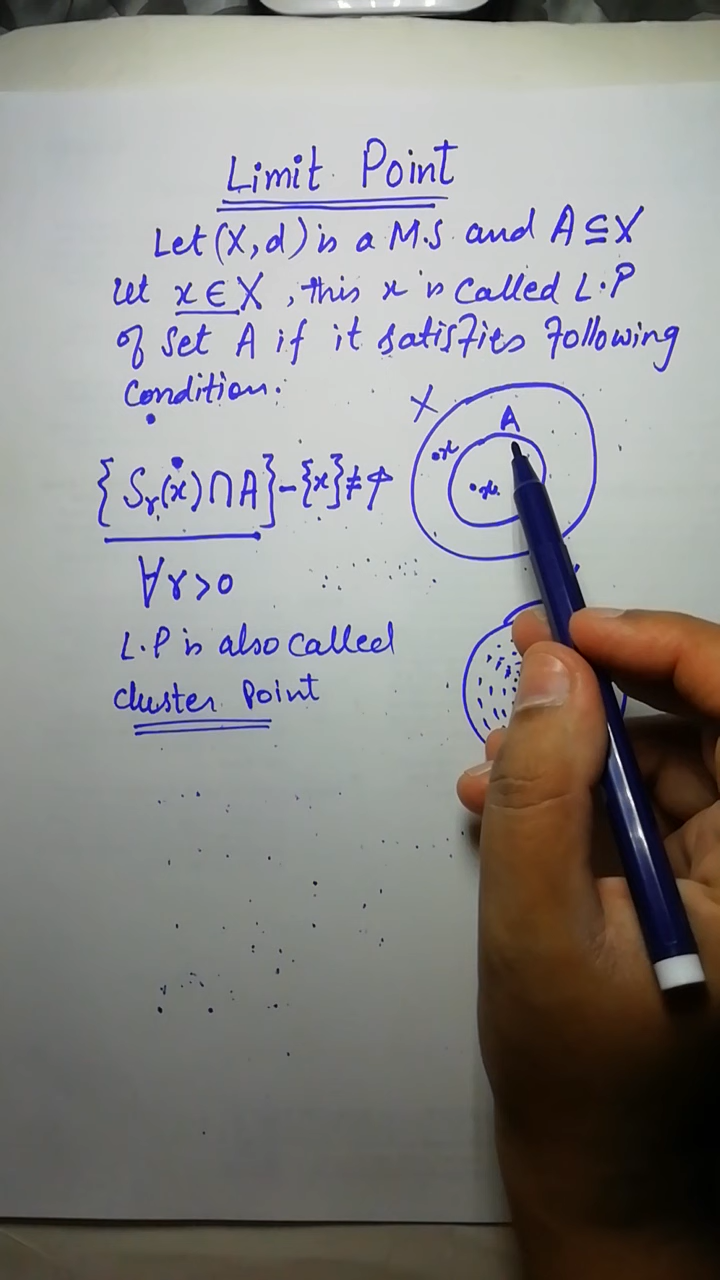 Limit Point
Let (X, d) is a M.S and A ⊆ X
Let x ∈ X, this x is called L.P
of set A if it satisfies following
condition.
X
A
x
x
{Sᵣ(x) ∩ A} - {x} ≠ φ
∀ r > 0
L.P is also called
cluster Point